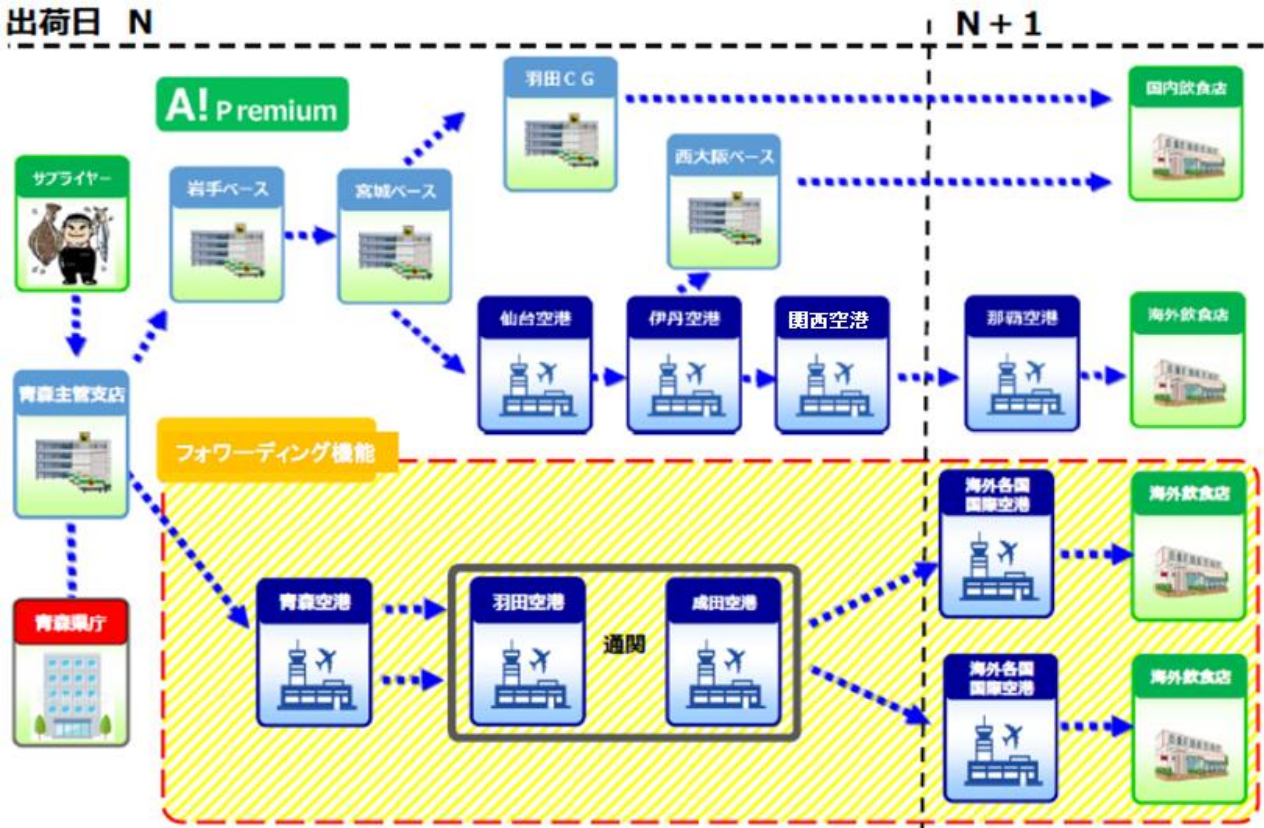 出荷日 N
N + 1
A! Premium
羽田CG
国内飲食店
西大阪ベース
サプライヤー
岩手ベース
宮城ベース
仙台空港
伊丹空港
関西空港
那覇空港
海外飲食店
青森主管支店
フォワーディング機能
海外各国
国際空港
海外飲食店
青森空港
羽田空港
通関
成田空港
青森県庁
海外各国
国際空港
海外飲食店